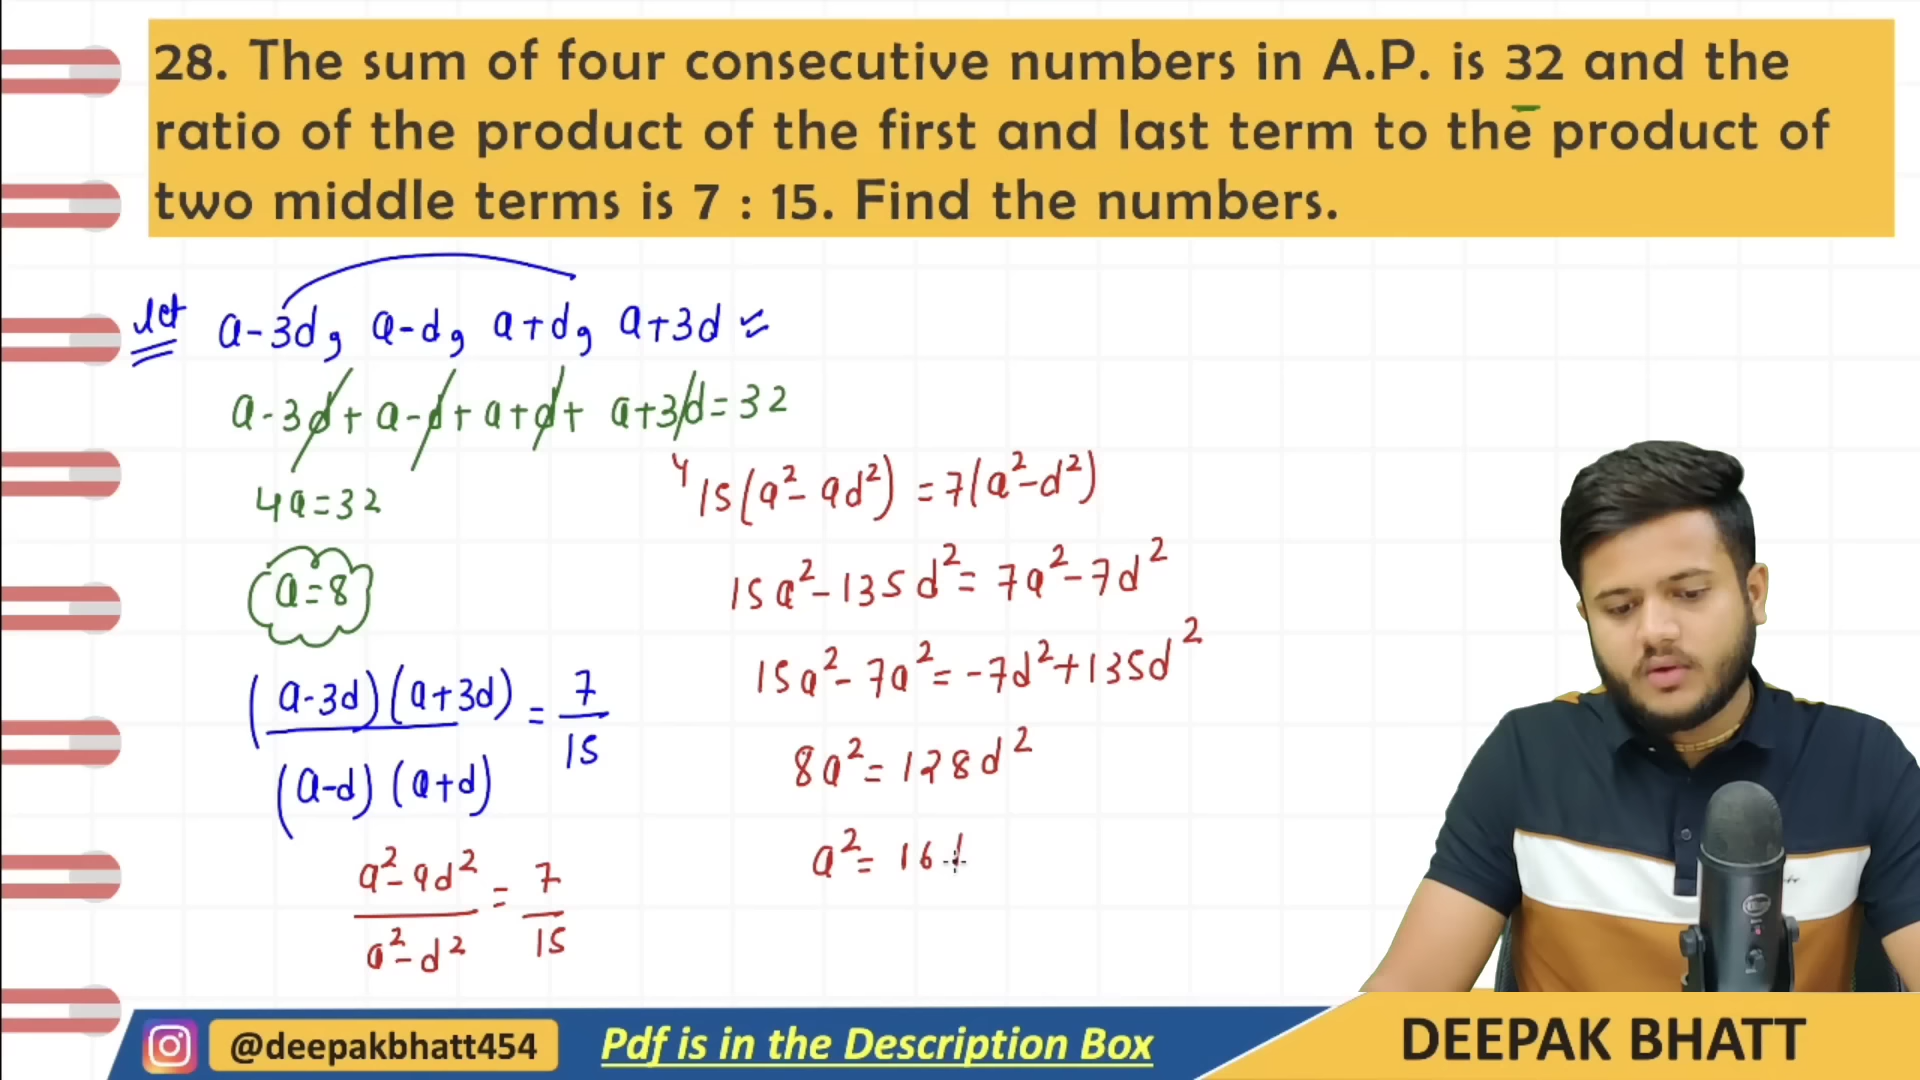 28. The sum of four consecutive numbers in A.P. is 32 and the
ratio of the product of the first and last term to the product of
two middle terms is 7 : 15. Find the numbers.
let a-3d, a-d, a+d, a+3d
a-3d+ a-d+ a+d+ a+3d=32
4a=32
a=8
(a-3d)(a+3d) = 7
(a-d) (a+d) 15
a²-9d² = 7
a²-d² 15
15(a²-9d²) =7(a²-d²)
15a²-135d²= 7a²-7d²
15a²-7a²= -7d²+135d²
8a²= 128d²
a²= 16
@deepakbhatt454
Pdf is in the Description Box
DEEPAK BHATT